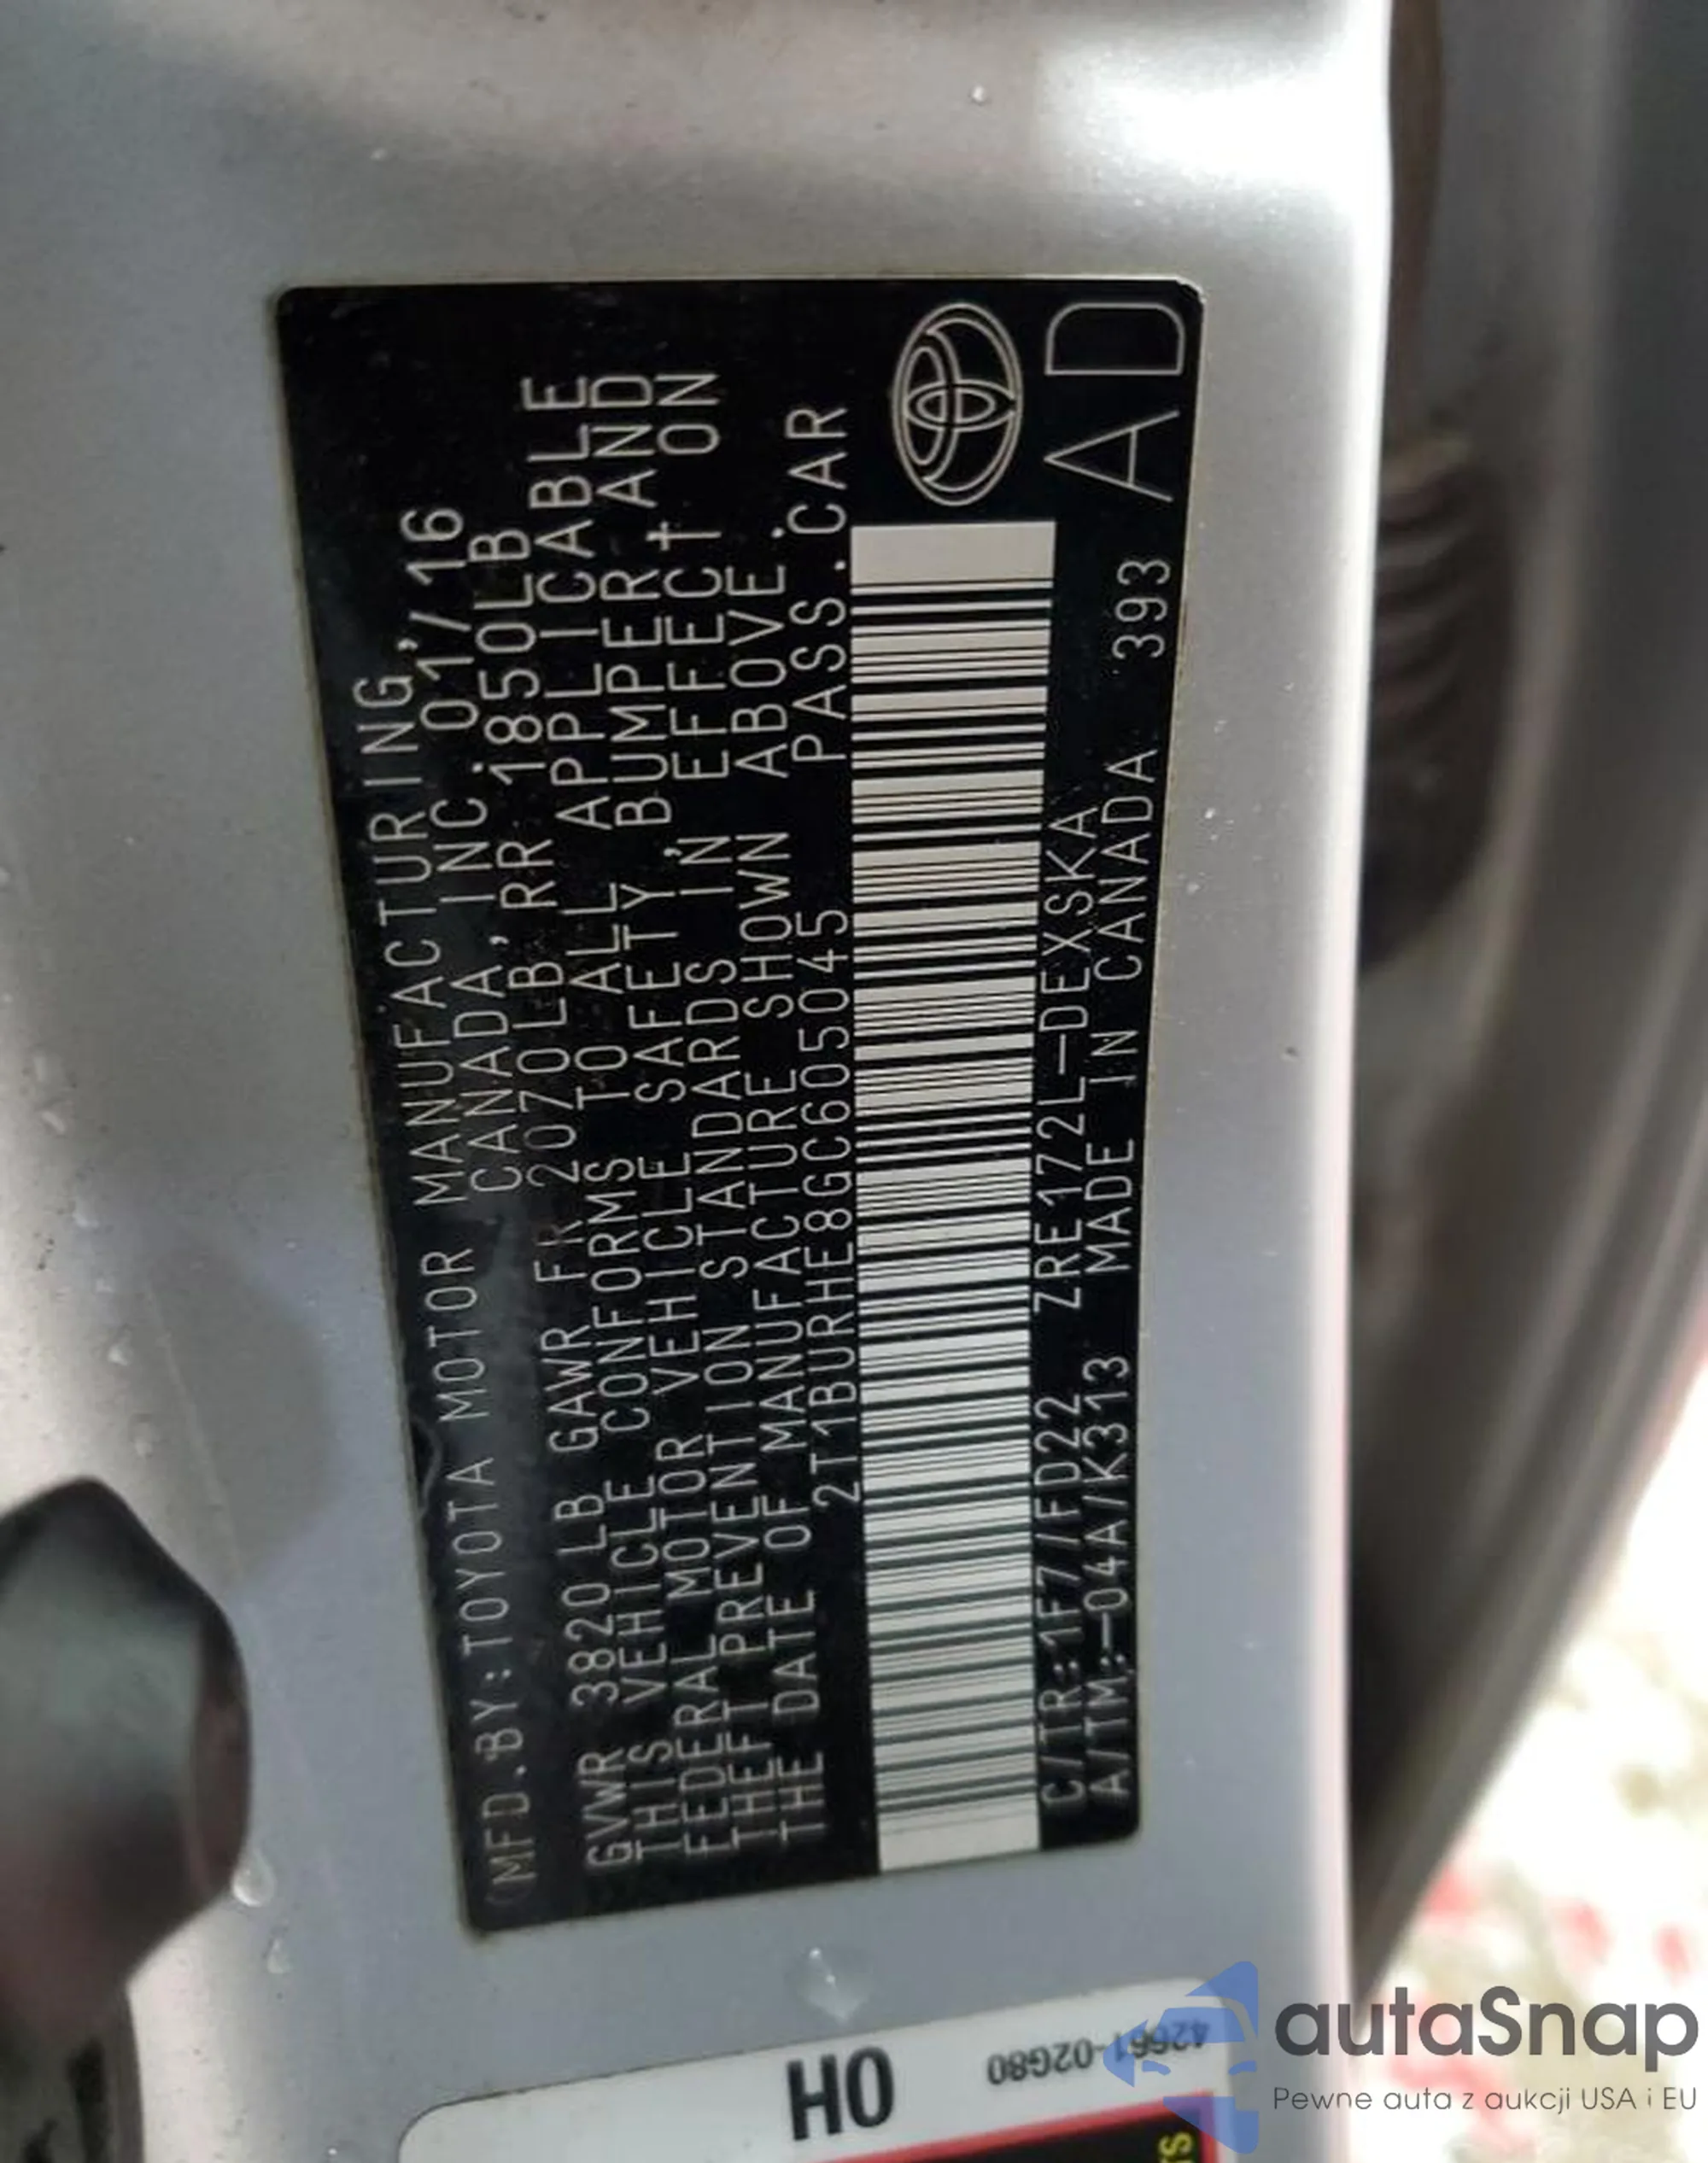 MFD.BY:TOYOTA MOTOR MANUFACTURING,
CANADA, INC. 01/16
GVWR 3820 LB GAWR FR 2070LB, RR 1850LB
THIS VEHICLE CONFORMS TO ALL APPLICABLE
FEDERAL MOTOR VEHICLE SAFETY, BUMPER, AND
THEFT PREVENTION STANDARDS IN EFFECT ON
THE DATE OF MANUFACTURE SHOWN ABOVE.
2T1BURHE8GC605045 PASS.CAR
C/TR:1F7/FD22 ZRE172L-DEXSKA
A/TM:-04A/K313 MADE IN CANADA 393
AD
OH
42661-02G80
autaSnap
Pewne auta z aukcji USA i EU